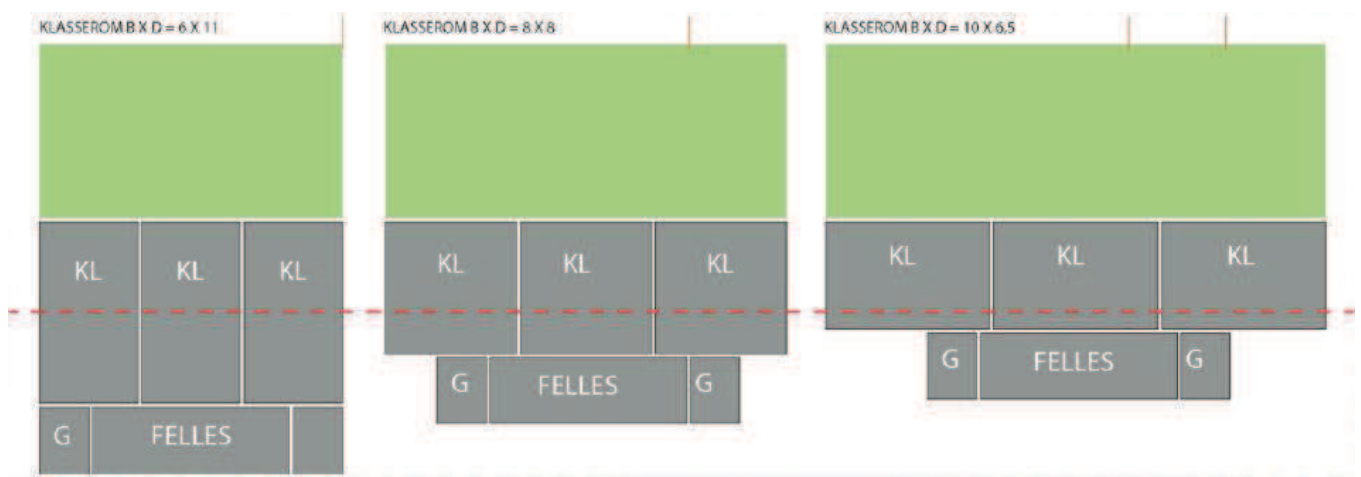 KLASSEROM B X D = 6 X 11
KLASSEROM B X D = 8 X 8
KLASSEROM B X D = 10 X 6,5
KL KL KL
KL KL KL
KL KL KL
G FELLES
G FELLES G
G FELLES G